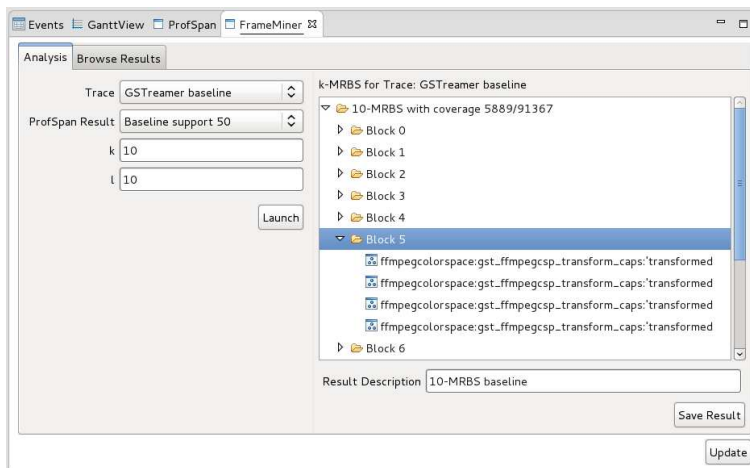 Events GanttView ProfSpan FrameMiner
Analysis Browse Results
Trace GSTreamer baseline
ProfSpan Result Baseline support 50
k 10
l 10
Launch
k-MRBS for Trace: GSTreamer baseline
10-MRBS with coverage 5889/91367
Block 0
Block 1
Block 2
Block 3
Block 4
Block 5
ffmpegcolorspace:gst_ffmpegcsp_transform_caps:'transformed
ffmpegcolorspace:gst_ffmpegcsp_transform_caps:'transformed
ffmpegcolorspace:gst_ffmpegcsp_transform_caps:'transformed
ffmpegcolorspace:gst_ffmpegcsp_transform_caps:'transformed
Block 6
Result Description 10-MRBS baseline
Save Result
Update